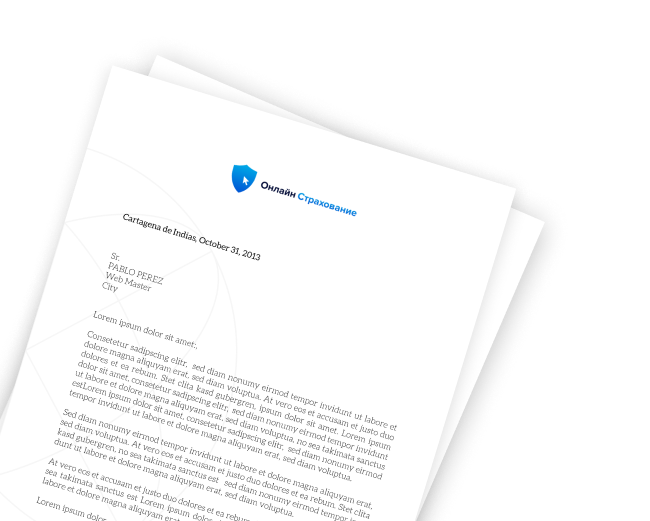 Онлайн Страхование
Cartagena de Indias, October 31, 2013
Sr.
PABLO PEREZ
Web Master
City
Lorem ipsum dolor sit amet:,
Consetetur sadipscing elitr, sed diam nonumy eirmod tempor invidunt ut labore et
dolore magna aliquyam erat, sed diam voluptua. At vero eos et accusam et justo duo
dolores et ea rebum. Stet clita kasd gubergren, ipsum dolor sit amet. Lorem ipsum
dolor sit amet, consetetur sadipscing elitr, sed diam nonumy eirmod tempor invidunt
ut labore et dolore magna aliquyam erat, sed diam voluptua, no sea takimata sanctus
estLorem ipsum dolor sit amet, consetetur sadipscing elitr, sed diam nonumy eirmod
tempor invidunt ut labore et dolore magna aliquyam erat, sed diam voluptua.
Sed diam nonumy eirmod tempor invidunt ut labore et dolore magna aliquyam erat,
sed diam voluptua. At vero eos et accusam et justo duo dolores et ea rebum. Stet clita
kasd gubergren, no sea takimata sanctus est sed diam nonumy eirmod tempor in
dunt ut labore et dolore magna aliquyam erat, sed diam voluptua.
At vero eos et accusam et justo duo dolores et ea rebum
sea takimata sanctus est Lorem ipsum dolor
labore et dolore magna aliquyam erat
Lorem ipsum dolor